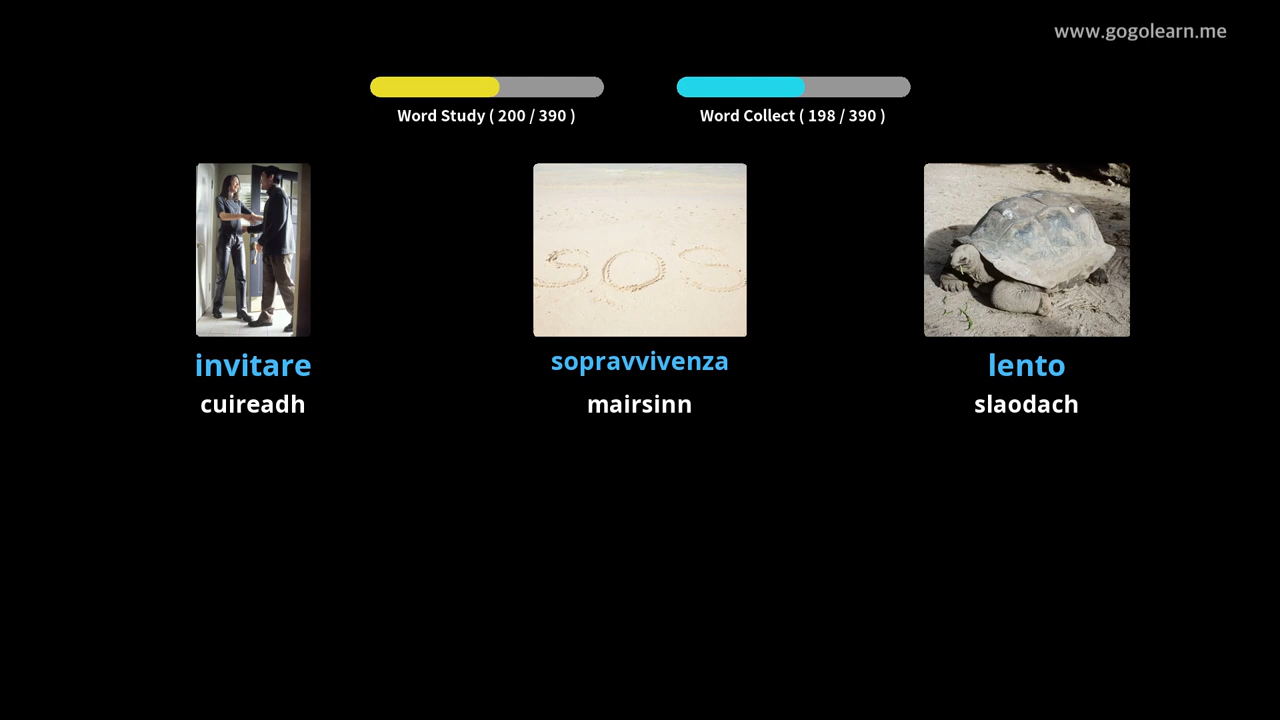 www.gogolearn.me
Word Study ( 200 / 390 )
Word Collect ( 198 / 390 )
SOS
invitare
sopravvivenza
lento
cuireadh
mairsinn
slaodach